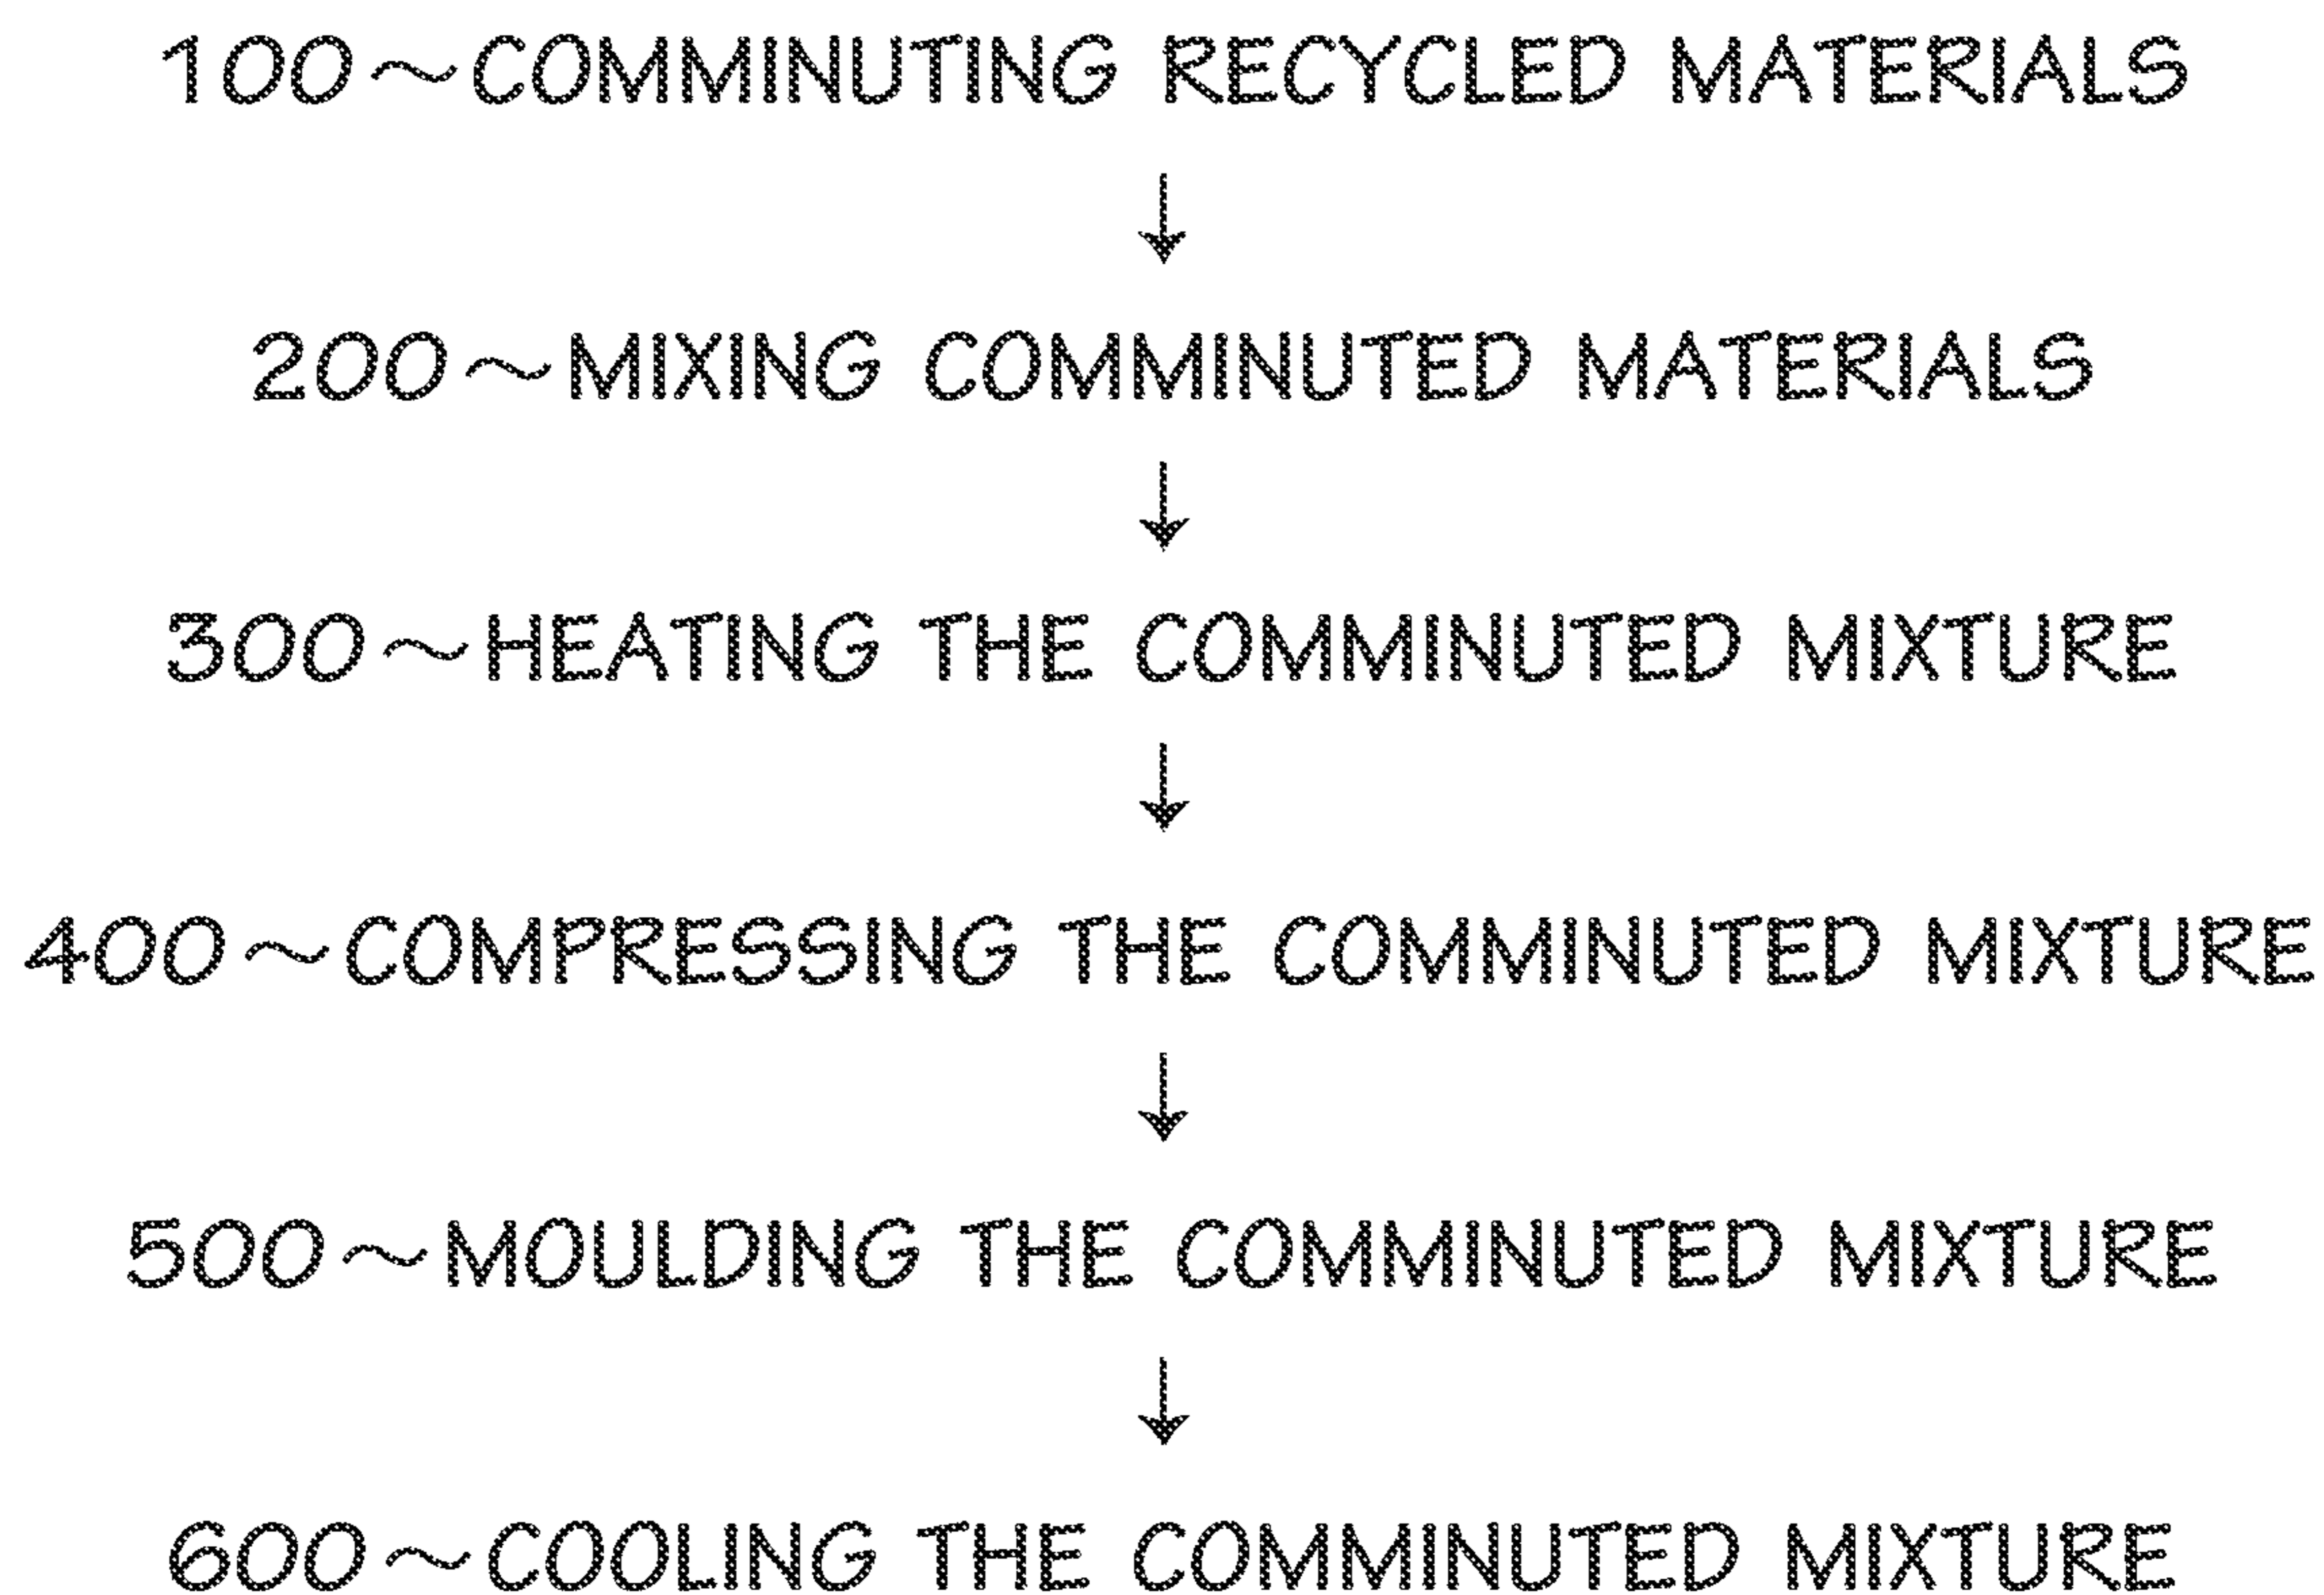 100~COMMINUTING RECYCLED MATERIALS
200~MIXING COMMINUTED MATERIALS
300~HEATING THE COMMINUTED MIXTURE
400~COMPRESSING THE COMMINUTED MIXTURE
500~MOULDING THE COMMINUTED MIXTURE
600~COOLING THE COMMINUTED MIXTURE